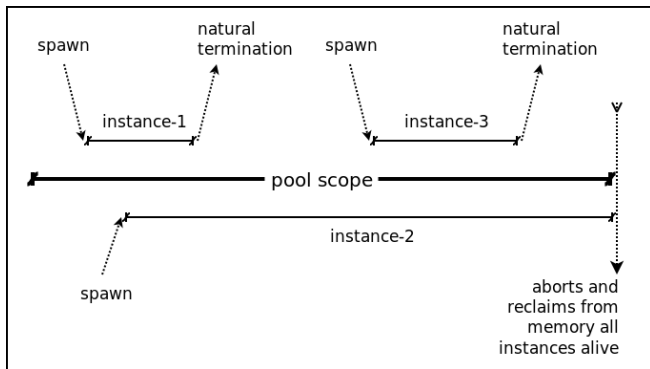 spawn
natural
termination
spawn
natural
termination
instance-1
instance-3
pool scope
instance-2
spawn
aborts and
reclaims from
memory all
instances alive